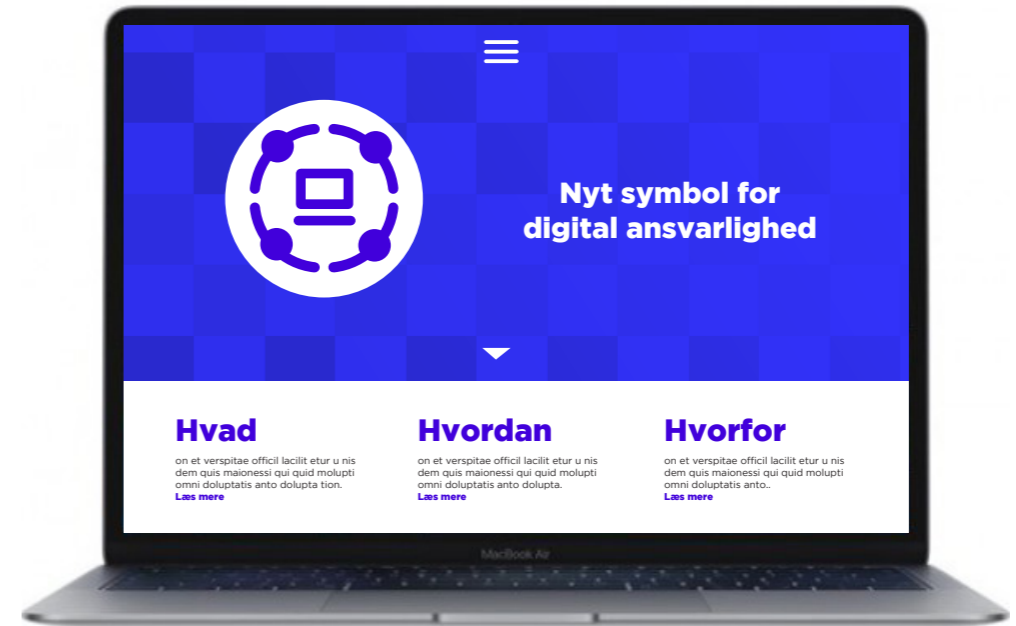 Nyt symbol for
digital ansvarlighed
Hvad
on et verspitae officil lacilit etur u nis
dem quis maionessi qui quid molupti
omni doluptatis anto dolupta tion.
Læs mere
Hvordan
on et verspitae officil lacilit etur u nis
dem quis maionessi qui quid molupti
omni doluptatis anto dolupta.
Læs mere
Hvorfor
on et verspitae officil lacilit etur u nis
dem quis maionessi qui quid molupti
omni doluptatis anto..
Læs mere
MacBook Air